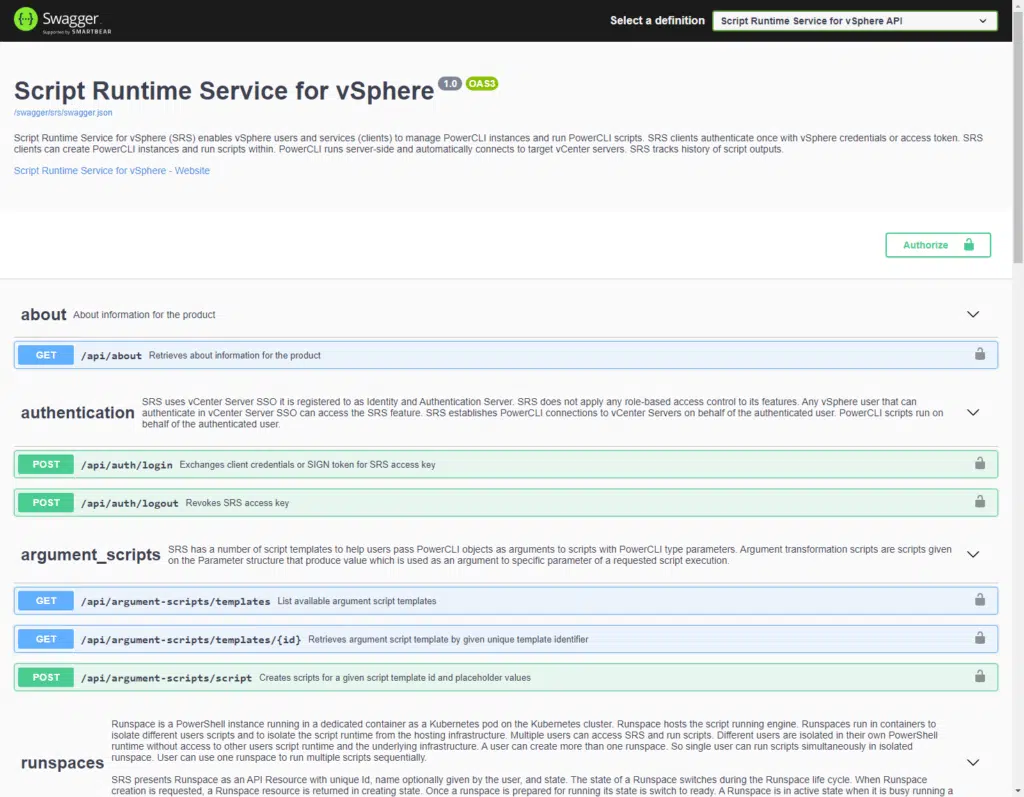 Swagger.
Supported by SMARTBEAR
Select a definition
Script Runtime Service for vSphere API
Script Runtime Service for vSphere 1.0 OAS3
/swagger/srs/swagger.json
Script Runtime Service for vSphere (SRS) enables vSphere users and services (clients) to manage PowerCLI instances and run PowerCLI scripts. SRS clients authenticate once with vSphere credentials or access token. SRS
clients can create PowerCLI instances and run scripts within. PowerCLI runs server-side and automatically connects to target vCenter servers. SRS tracks history of script outputs.
Script Runtime Service for vSphere - Website
Authorize
about About information for the product
GET /api/about Retrieves about information for the product
SRS uses vCenter Server SSO it is registered to as Identity and Authentication Server. SRS does not apply any role-based access control to its features. Any vSphere user that can
authentication authenticate in vCenter Server SSO can access the SRS feature. SRS establishes PowerCLI connections to vCenter Servers on behalf of the authenticated user. PowerCLI scripts run on
behalf of the authenticated user.
POST /api/auth/login Exchanges client credentials or SIGN token for SRS access key
POST /api/auth/logout Revokes SRS access key
argument_scripts SRS has a number of script templates to help users pass PowerCLI objects as arguments to scripts with PowerCLI type parameters. Argument transformation scripts are scripts given
on the Parameter structure that produce value which is used as an argument to specific parameter of a requested script execution.
GET /api/argument-scripts/templates List available argument script templates
GET /api/argument-scripts/templates/{id} Retrieves argument script template by given unique template identifier
POST /api/argument-scripts/script Creates scripts for a given script template id and placeholder values
Runspace is a PowerShell instance running in a dedicated container as a Kubernetes pod on the Kubernetes cluster. Runspace hosts the script running engine. Runspaces run in containers to
isolate different users scripts and to isolate the script runtime from the hosting infrastructure. Multiple users can access SRS and run scripts. Different users are isolated in their own PowerShell
runtime without access to other users script runtime and the underlying infrastructure. A user can create more than one runspace. So single user can run scripts simultaneously in isolated
runspace. User can use one runspace to run multiple scripts sequentially.
runspaces
SRS presents Runspace as an API Resource with unique Id, name optionally given by the user, and state. The state of a Runspace switches during the Runspace life cycle. When Runspace
creation is requested, a Runspace resource is returned in creating state. Once a runspace is prepared for running its state is switch to ready. A Runspace is in active state when it is busy running a